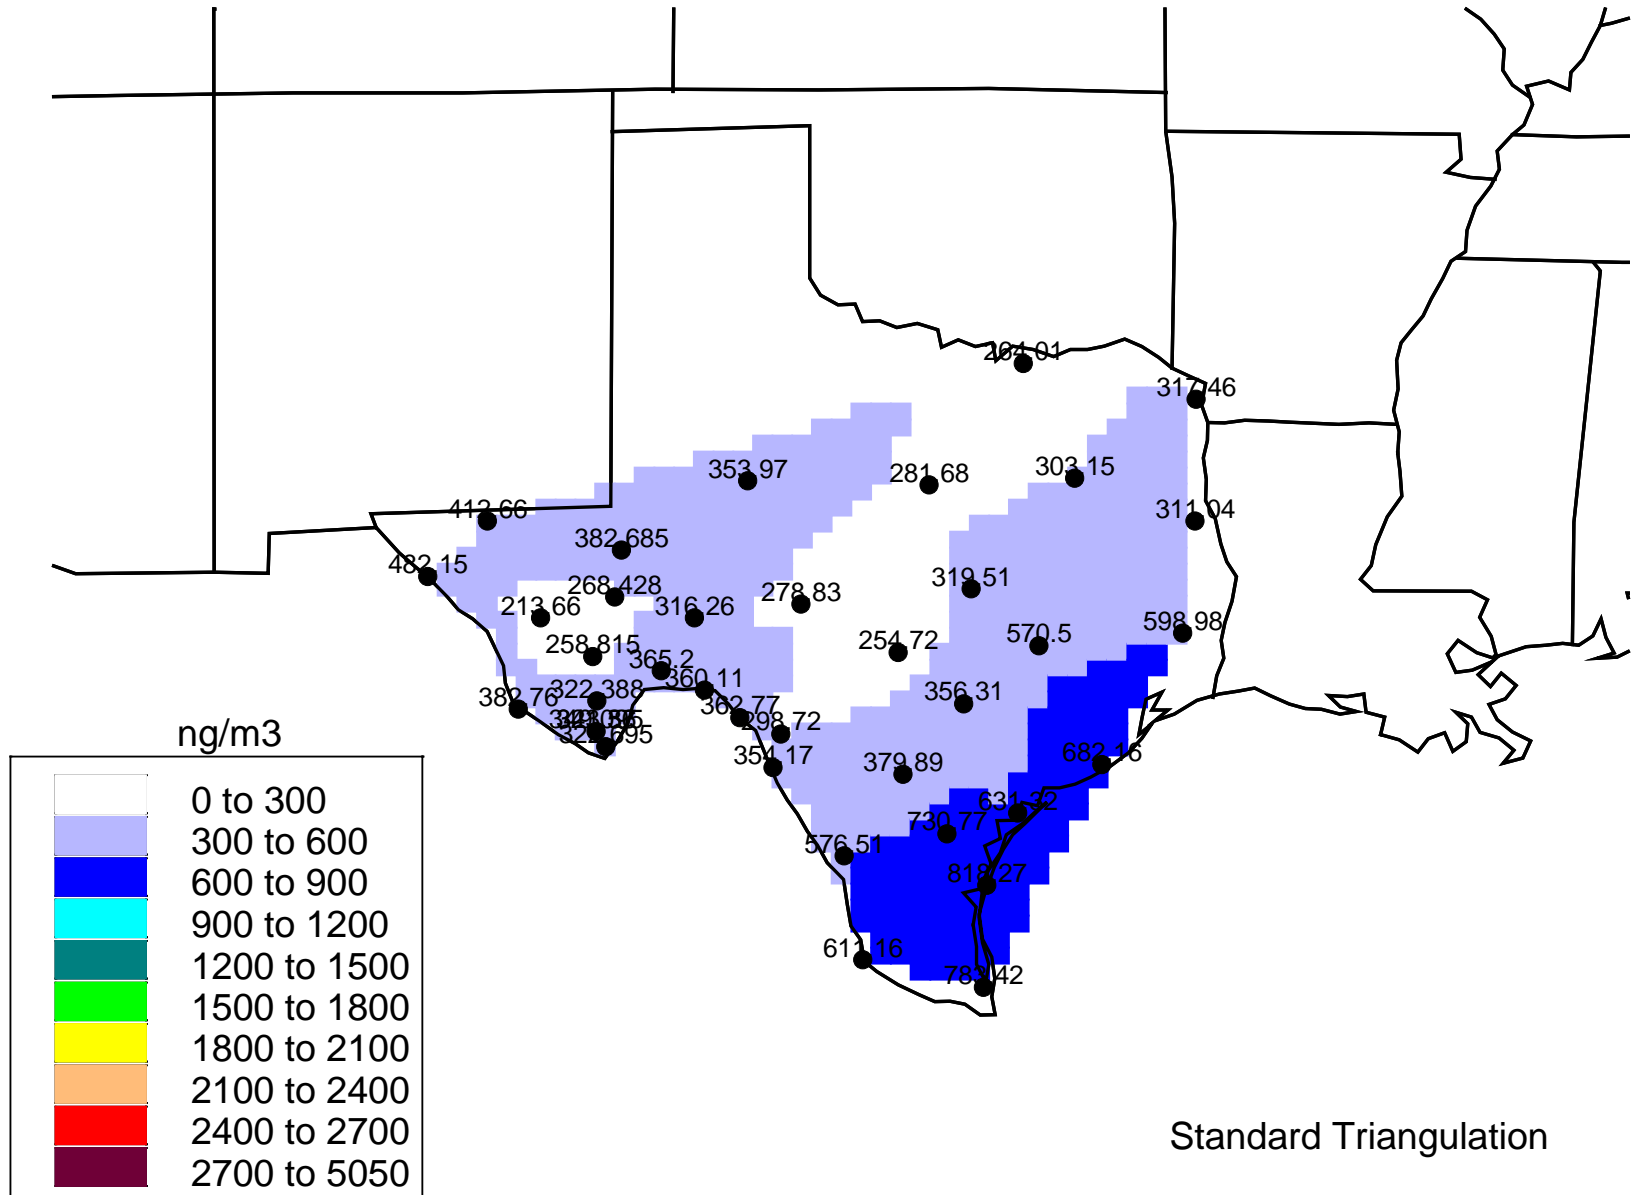 264.01
317.46
353.97
281.68
303.15
412.66
311.04
382.685
482.15
268.428
278.83
319.51
213.66
316.26
598.98
258.815
254.72
570.5
365.2
360.11
382.76
322.388
356.31
362.77
298.72
322.695
354.17
379.89
682.16
631.32
730.77
576.51
818.27
611.16
783.42
ng/m3
0 to 300
300 to 600
600 to 900
900 to 1200
1200 to 1500
1500 to 1800
1800 to 2100
2100 to 2400
2400 to 2700
2700 to 5050
Standard Triangulation